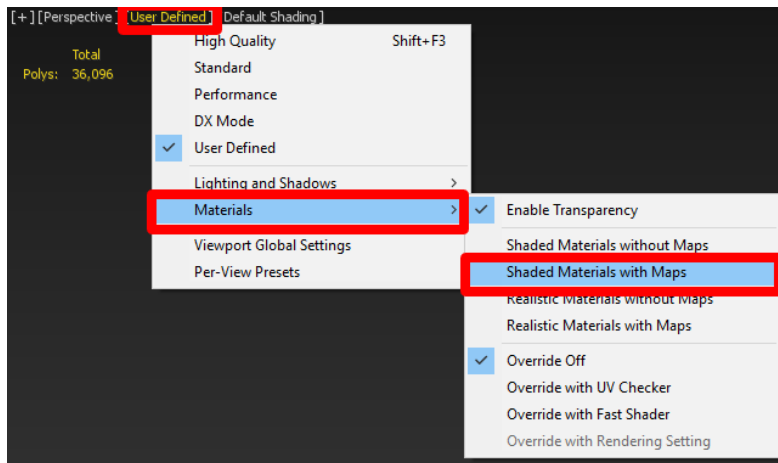 [+] [Perspective] [User Defined] [Default Shading]
Total
Polys: 36,096
High Quality Shift+F3
Standard
Performance
DX Mode
User Defined
Lighting and Shadows >
Materials >
Viewport Global Settings
Per-View Presets
Enable Transparency
Shaded Materials without Maps
Shaded Materials with Maps
Realistic Materials without Maps
Realistic Materials with Maps
Override Off
Override with UV Checker
Override with Fast Shader
Override with Rendering Setting